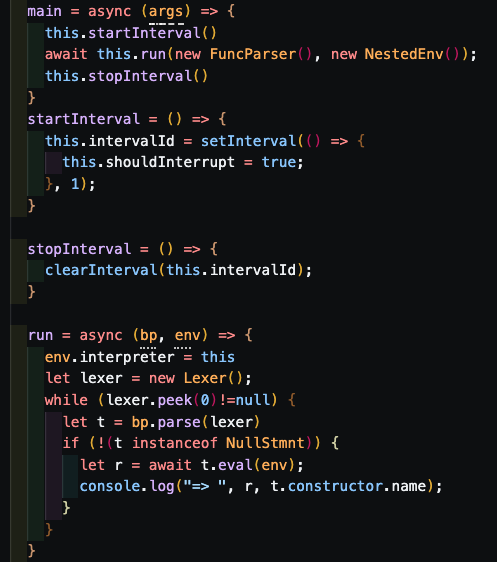 main = async (args) => {
  this.startInterval()
  await this.run(new FuncParser(), new NestedEnv());
  this.stopInterval()
}
startInterval = () => {
  this.intervalId = setInterval(() => {
    this.shouldInterrupt = true;
  }, 1);
}

stopInterval = () => {
  clearInterval(this.intervalId);
}

run = async (bp, env) => {
  env.interpreter = this
  let lexer = new Lexer();
  while (lexer.peek(0)!=null) {
    let t = bp.parse(lexer)
    if (!(t instanceof NullStmnt)) {
      let r = await t.eval(env);
      console.log("=> ", r, t.constructor.name);
    }
  }
}